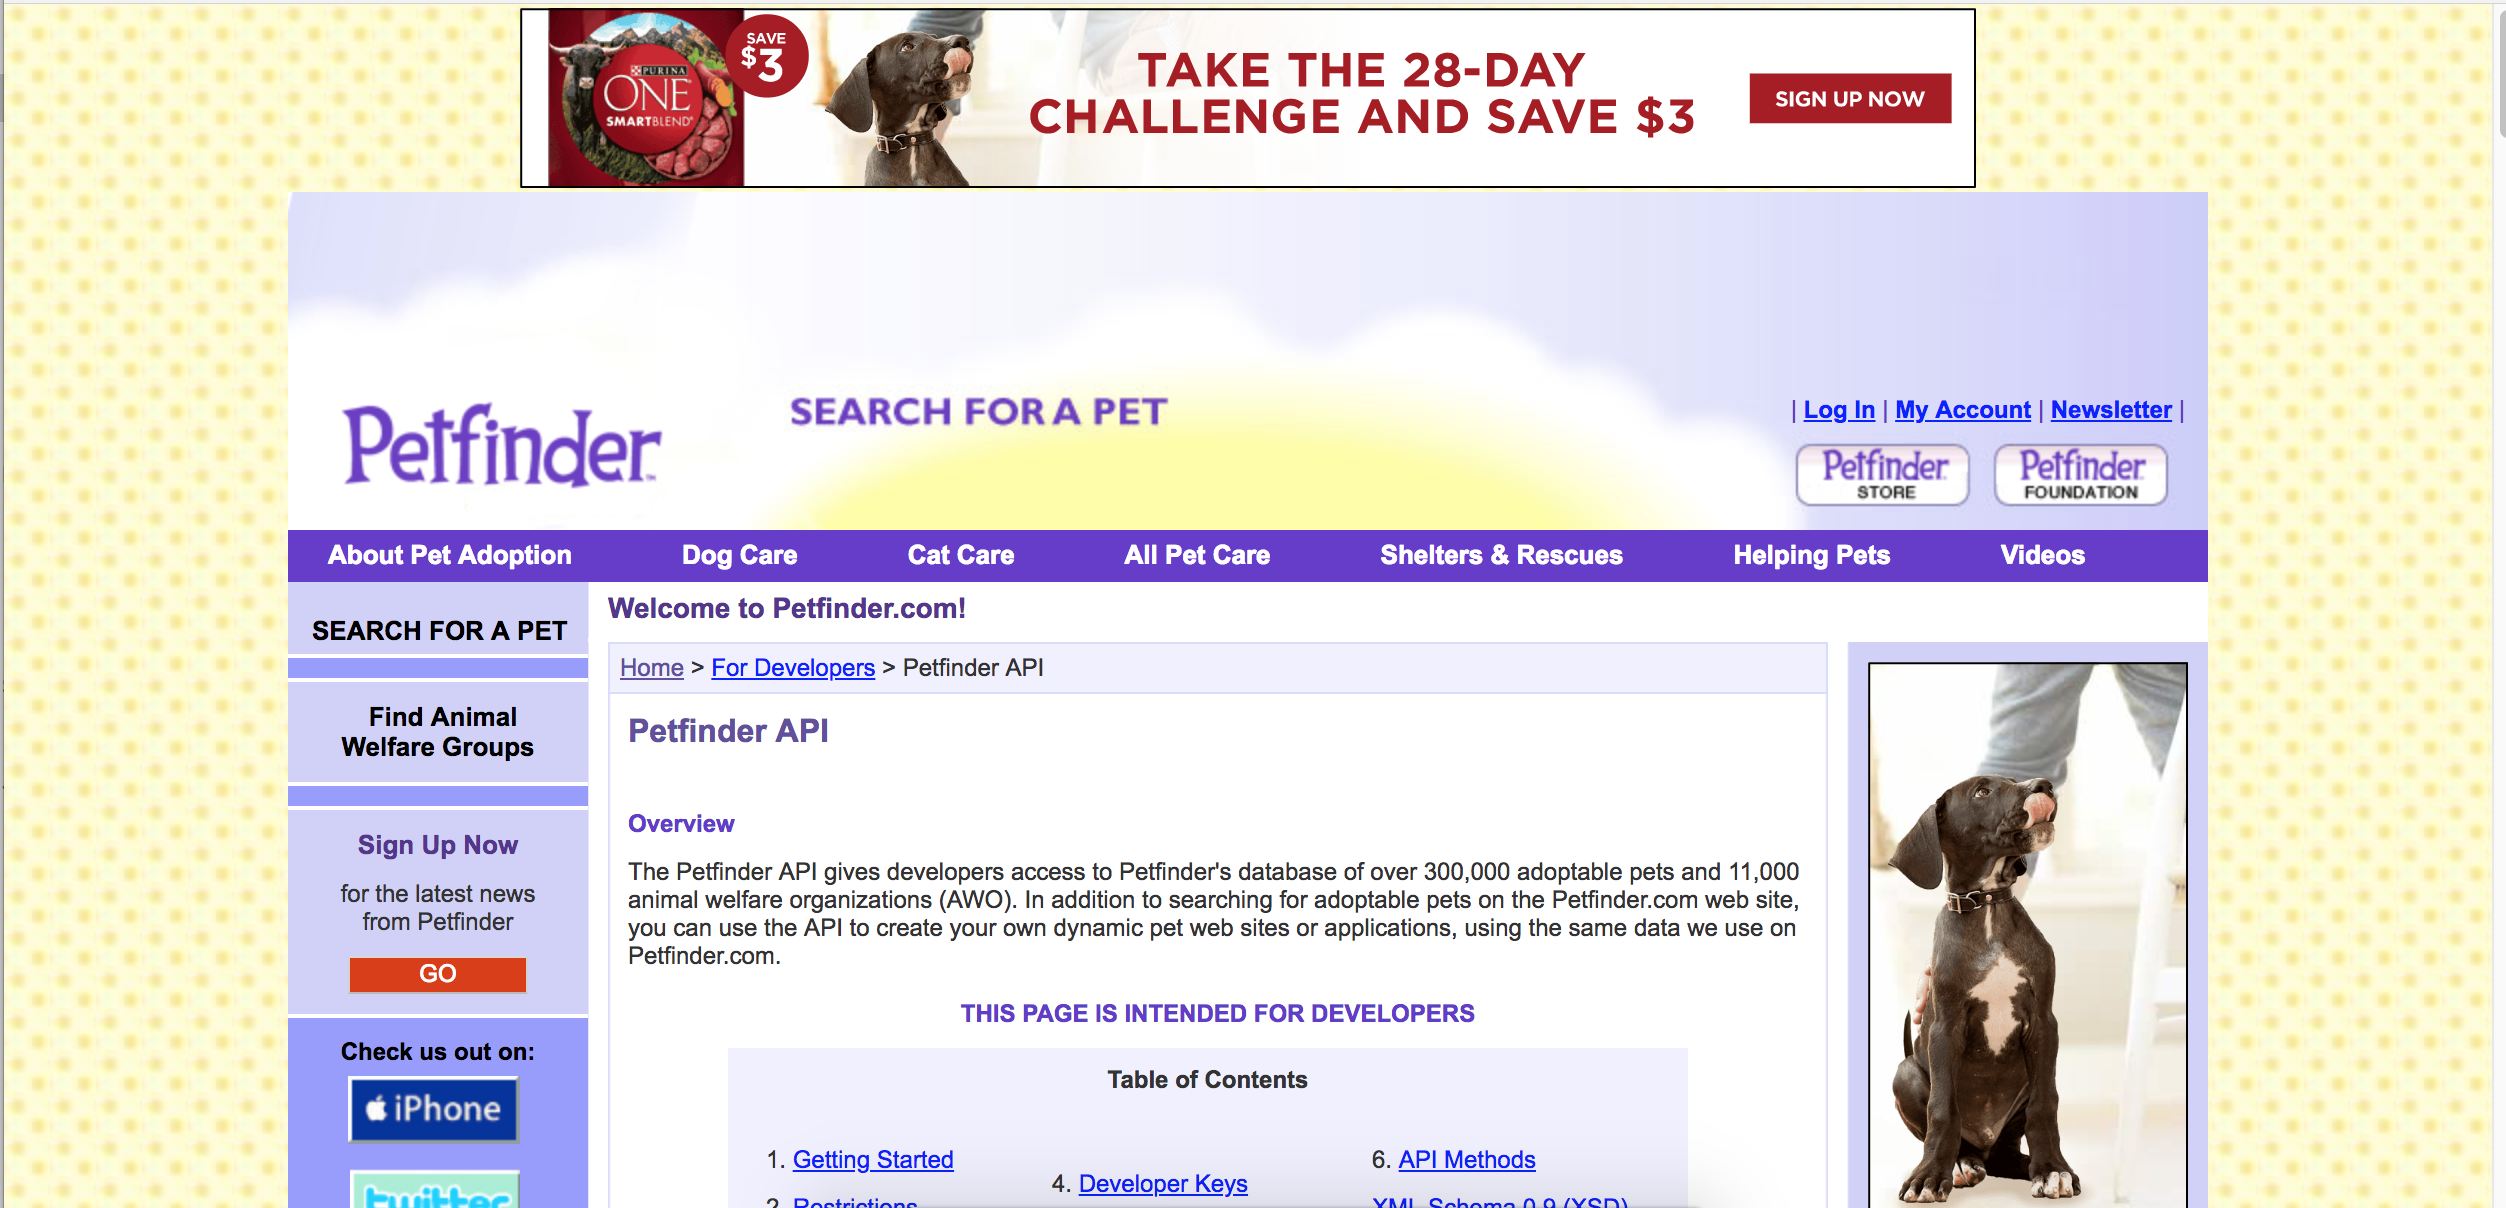 PURINA
ONE
SMARTBLEND
SAVE
$3
TAKE THE 28-DAY
CHALLENGE AND SAVE $3
SIGN UP NOW
Petfinder™
SEARCH FOR A PET
| Log In | My Account | Newsletter |
Petfinder
STORE
Petfinder
FOUNDATION
About Pet Adoption
Dog Care
Cat Care
All Pet Care
Shelters & Rescues
Helping Pets
Videos
SEARCH FOR A PET
Find Animal
Welfare Groups
Sign Up Now
for the latest news
from Petfinder
GO
Check us out on:
iPhone
twitter
Welcome to Petfinder.com!
Home > For Developers > Petfinder API
Petfinder API
Overview
The Petfinder API gives developers access to Petfinder's database of over 300,000 adoptable pets and 11,000
animal welfare organizations (AWO). In addition to searching for adoptable pets on the Petfinder.com web site,
you can use the API to create your own dynamic pet web sites or applications, using the same data we use on
Petfinder.com.
THIS PAGE IS INTENDED FOR DEVELOPERS
Table of Contents
1. Getting Started
2. Restrictions
4. Developer Keys
6. API Methods
XML Schema 0.9 (XSD)